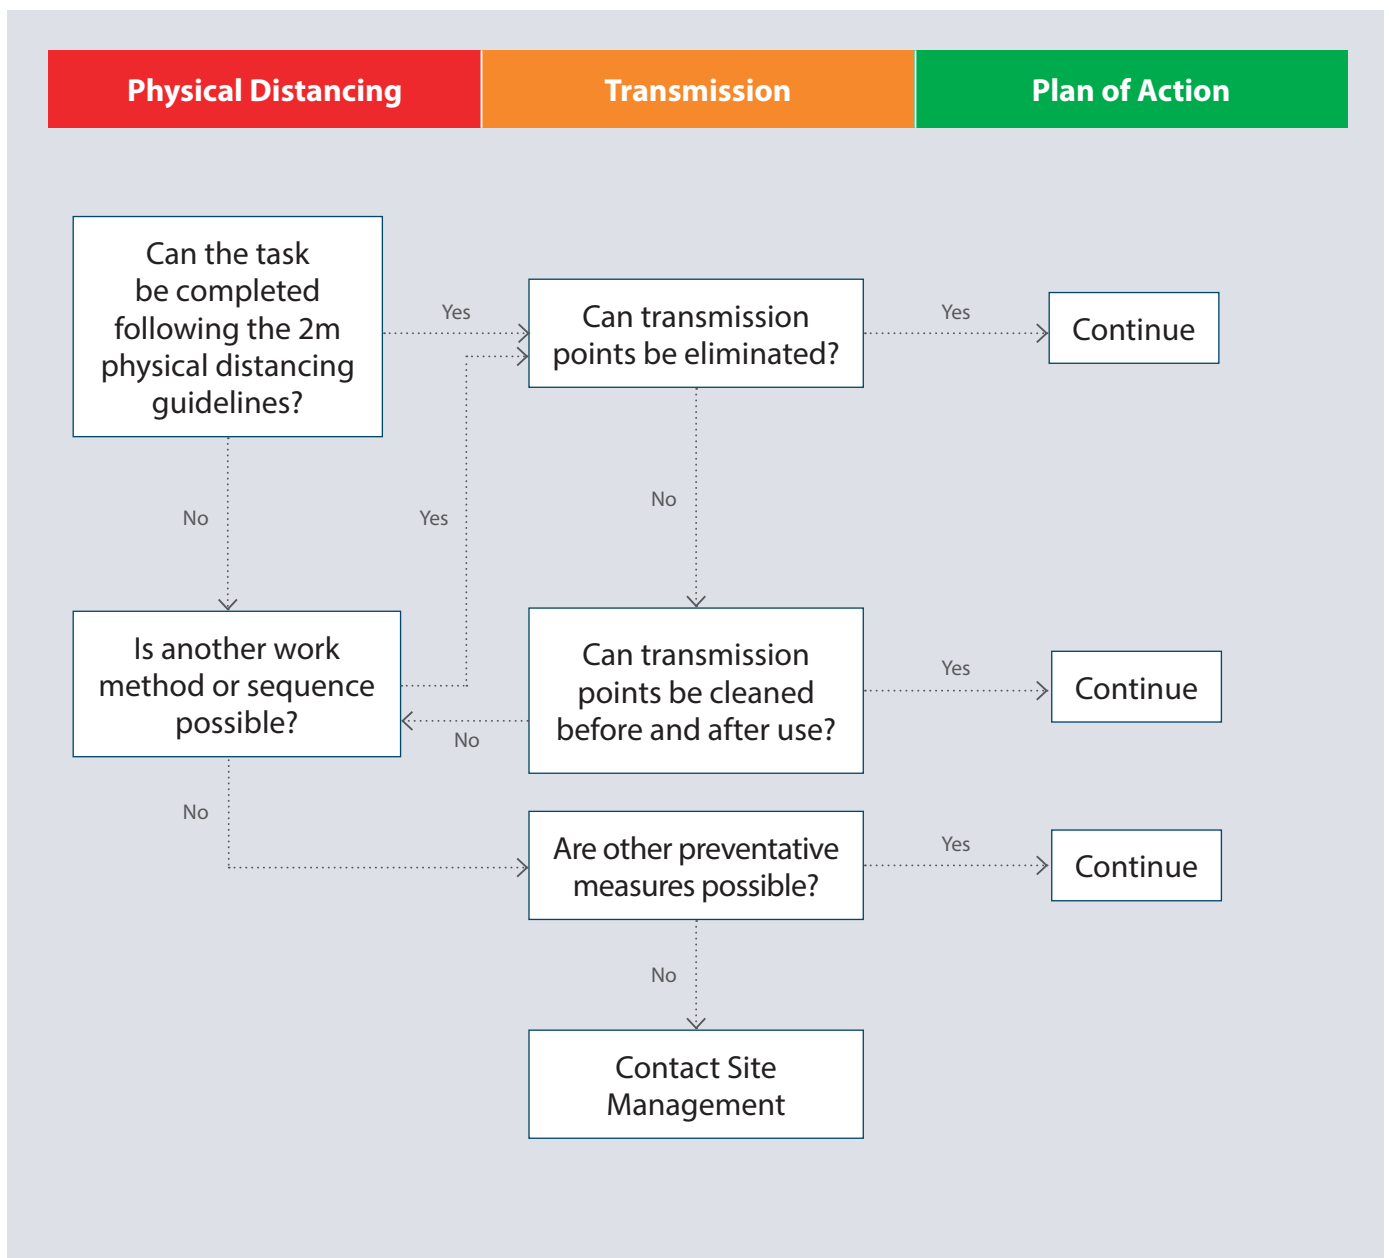 Physical Distancing
Transmission
Plan of Action
Can the task
be completed
following the 2m
physical distancing
guidelines?
Yes
Can transmission
points be eliminated?
Yes
Continue
No
Yes
No
Is another work
method or sequence
possible?
No
Can transmission
points be cleaned
before and after use?
Yes
Continue
No
Are other preventative
measures possible?
Yes
Continue
No
Contact Site
Management